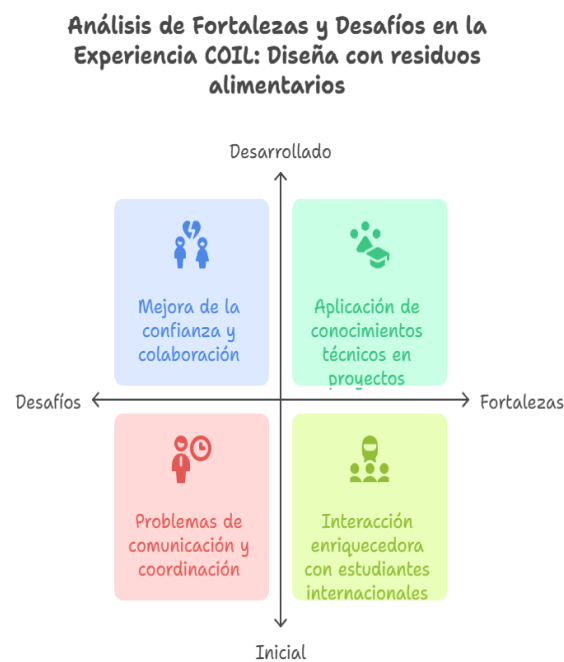 Análisis de Fortalezas y Desafíos en la
Experiencia COIL: Diseña con residuos
alimentarios
Desarrollado
Mejora de la
confianza y
colaboración
Aplicación de
conocimientos
técnicos en
proyectos
Desafíos
Fortalezas
Problemas de
comunicación y
coordinación
Interacción
enriquecedora
con estudiantes
internacionales
Inicial